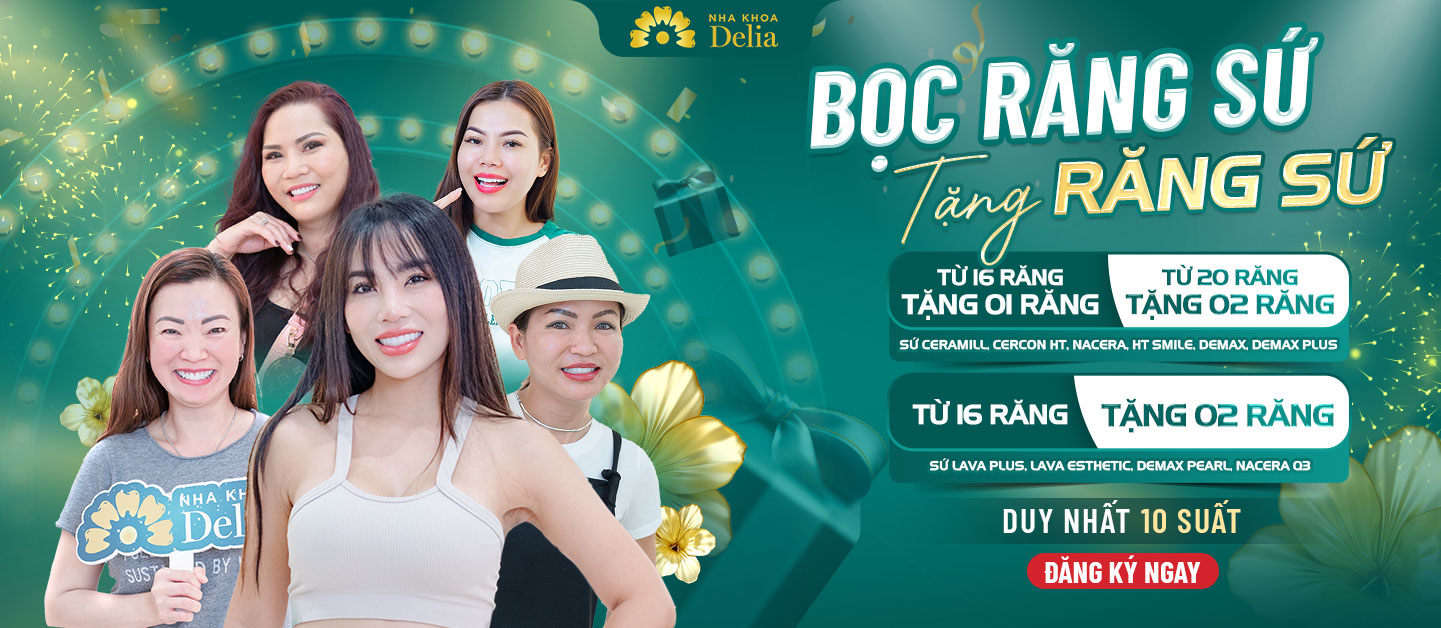 NHA KHOA
Delia
BỌC RĂNG SỨ
Tặng RĂNG SỨ
TỪ 16 RĂNG
TẶNG 01 RĂNG
TỪ 20 RĂNG
TẶNG 02 RĂNG
SỨ CERAMILL, CERCON HT, NACERA, HT SMILE, DEMAX, DEMAX PLUS
TỪ 16 RĂNG
TẶNG 02 RĂNG
SỨ LAVA PLUS, LAVA ESTHETIC, DEMAX PEARL, NACERA Q3
DUY NHẤT 10 SUẤT
ĐĂNG KÝ NGAY
NHA KH
Del